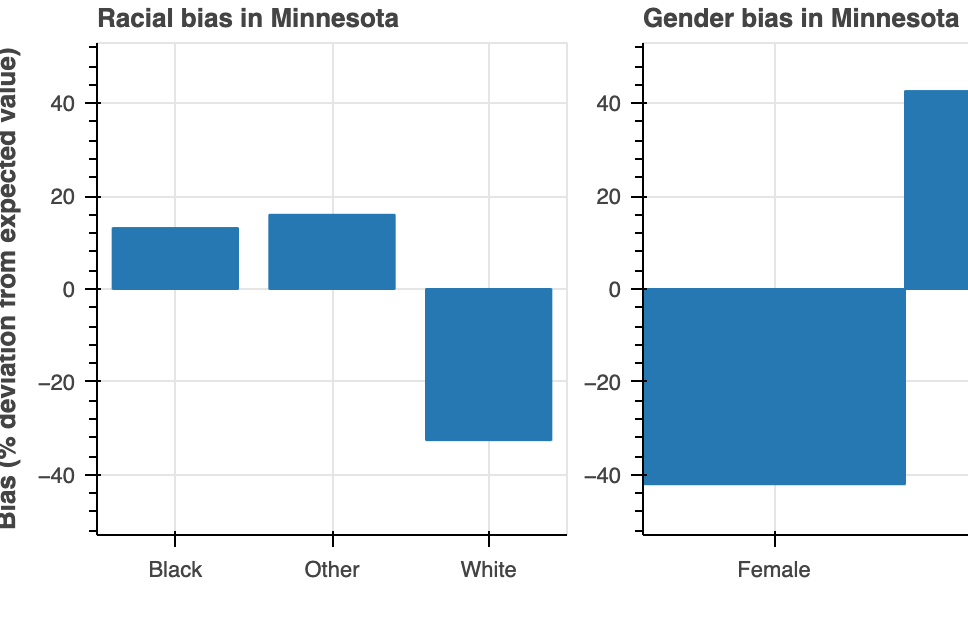 Racial bias in Minnesota
Bias (% deviation from expected value)
40
20
0
−20
−40
Black Other White
Gender bias in Minnesota
40
20
0
−20
−40
Female